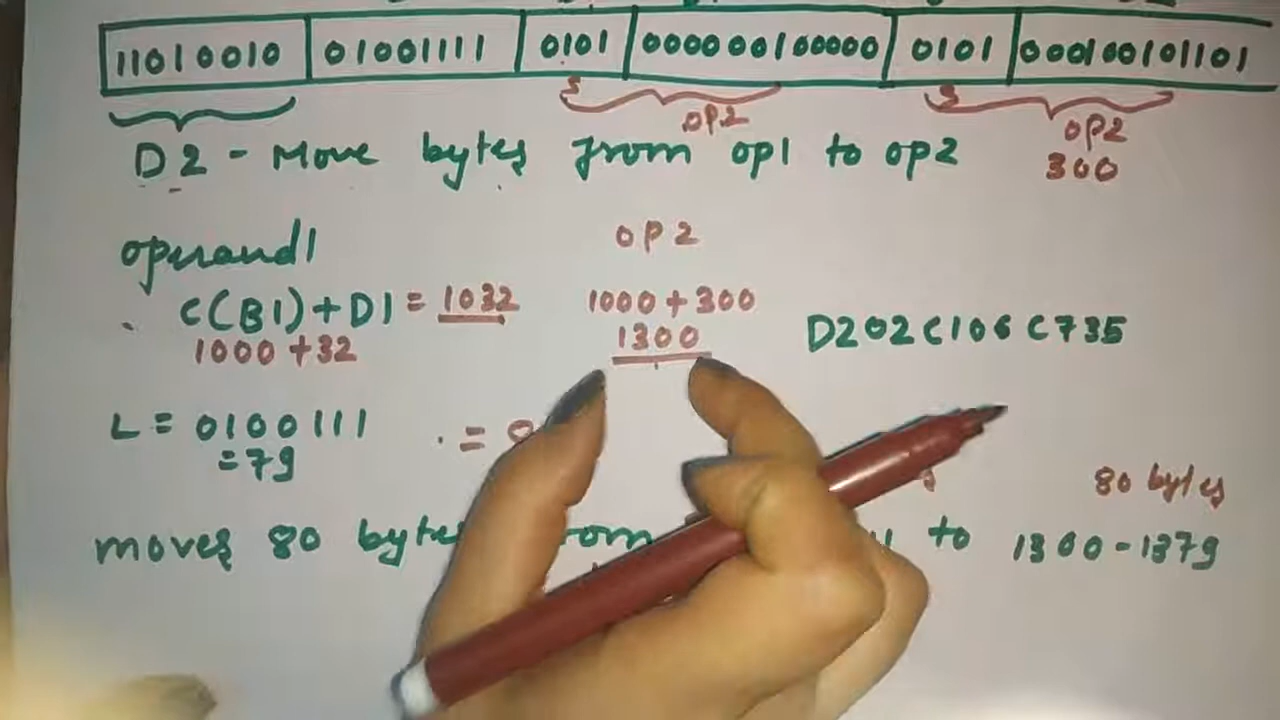 11010010 01001111 0101 000000100000 0101 000100101101
op2 op2
D2 - Move bytes from op1 to op2 300
operand1 OP2
C(B1)+D1 = 1032 1000+300
1000+32 1300 D202C106C735
L = 0100111 =
=79 80 bytes
moves 80 bytes to 1300-1379